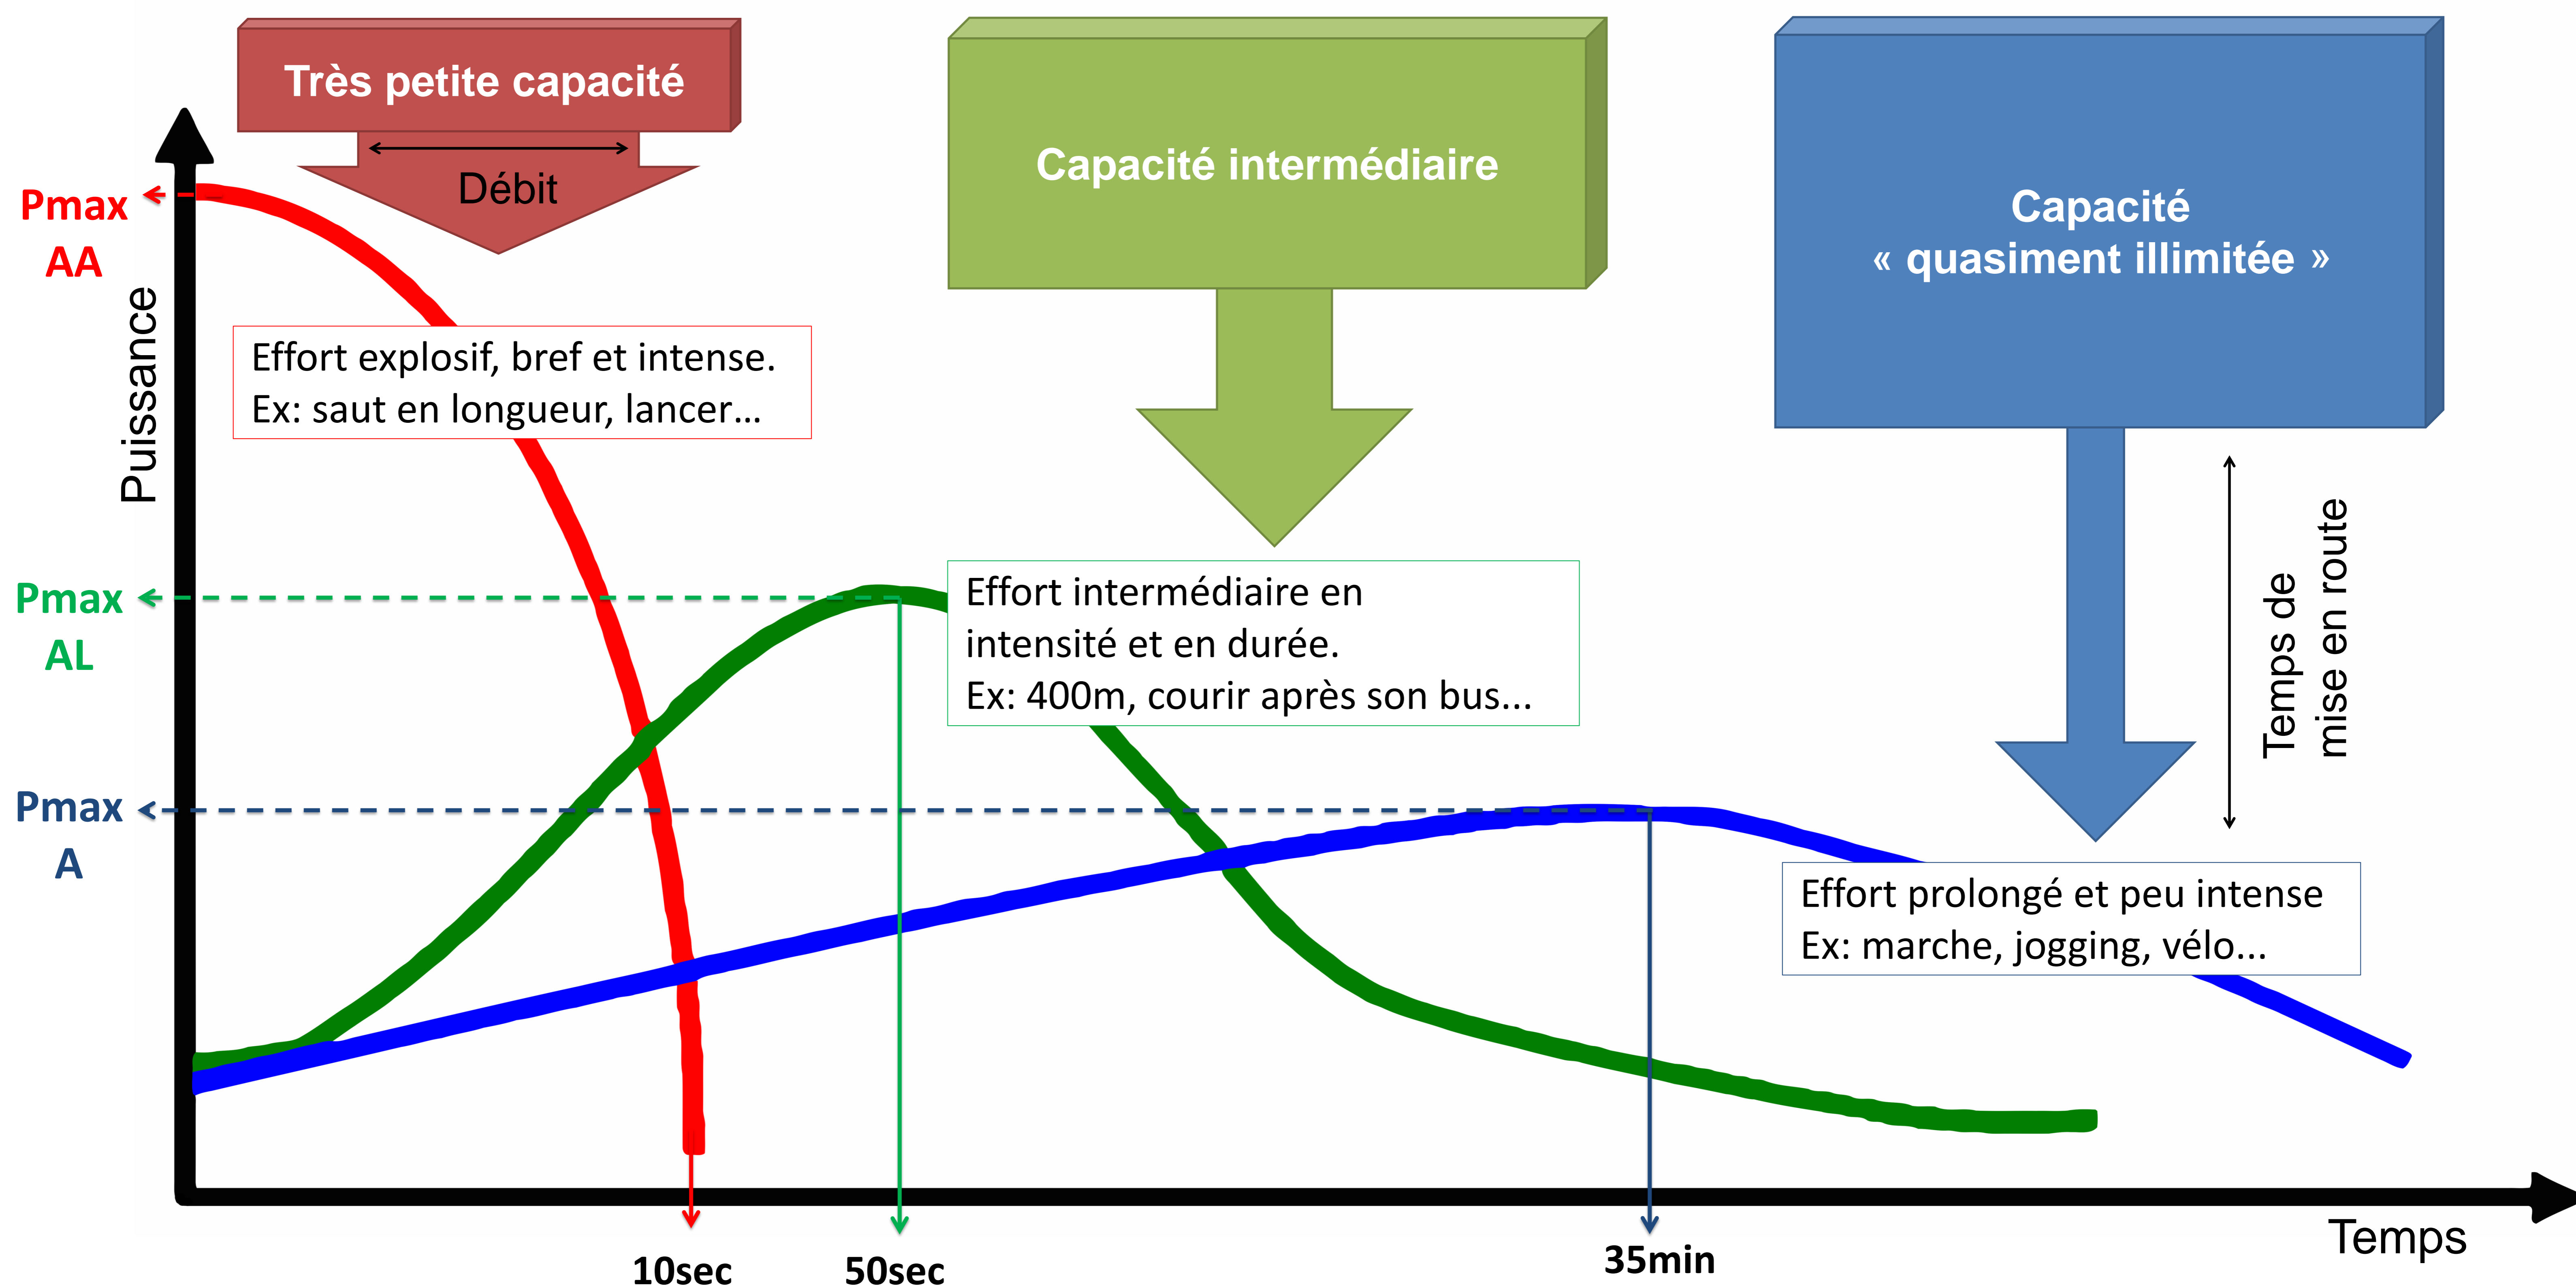 Très petite capacité
Débit
Capacité intermédiaire
Capacité
« quasiment illimitée »
Pmax
AA
Puissance
Effort explosif, bref et intense.
Ex: saut en longueur, lancer...
Pmax
AL
Effort intermédiaire en
intensité et en durée.
Ex: 400m, courir après son bus...
Temps de
mise en route
Pmax
A
Effort prolongé et peu intense
Ex: marche, jogging, vélo...
10sec
50sec
35min
Temps